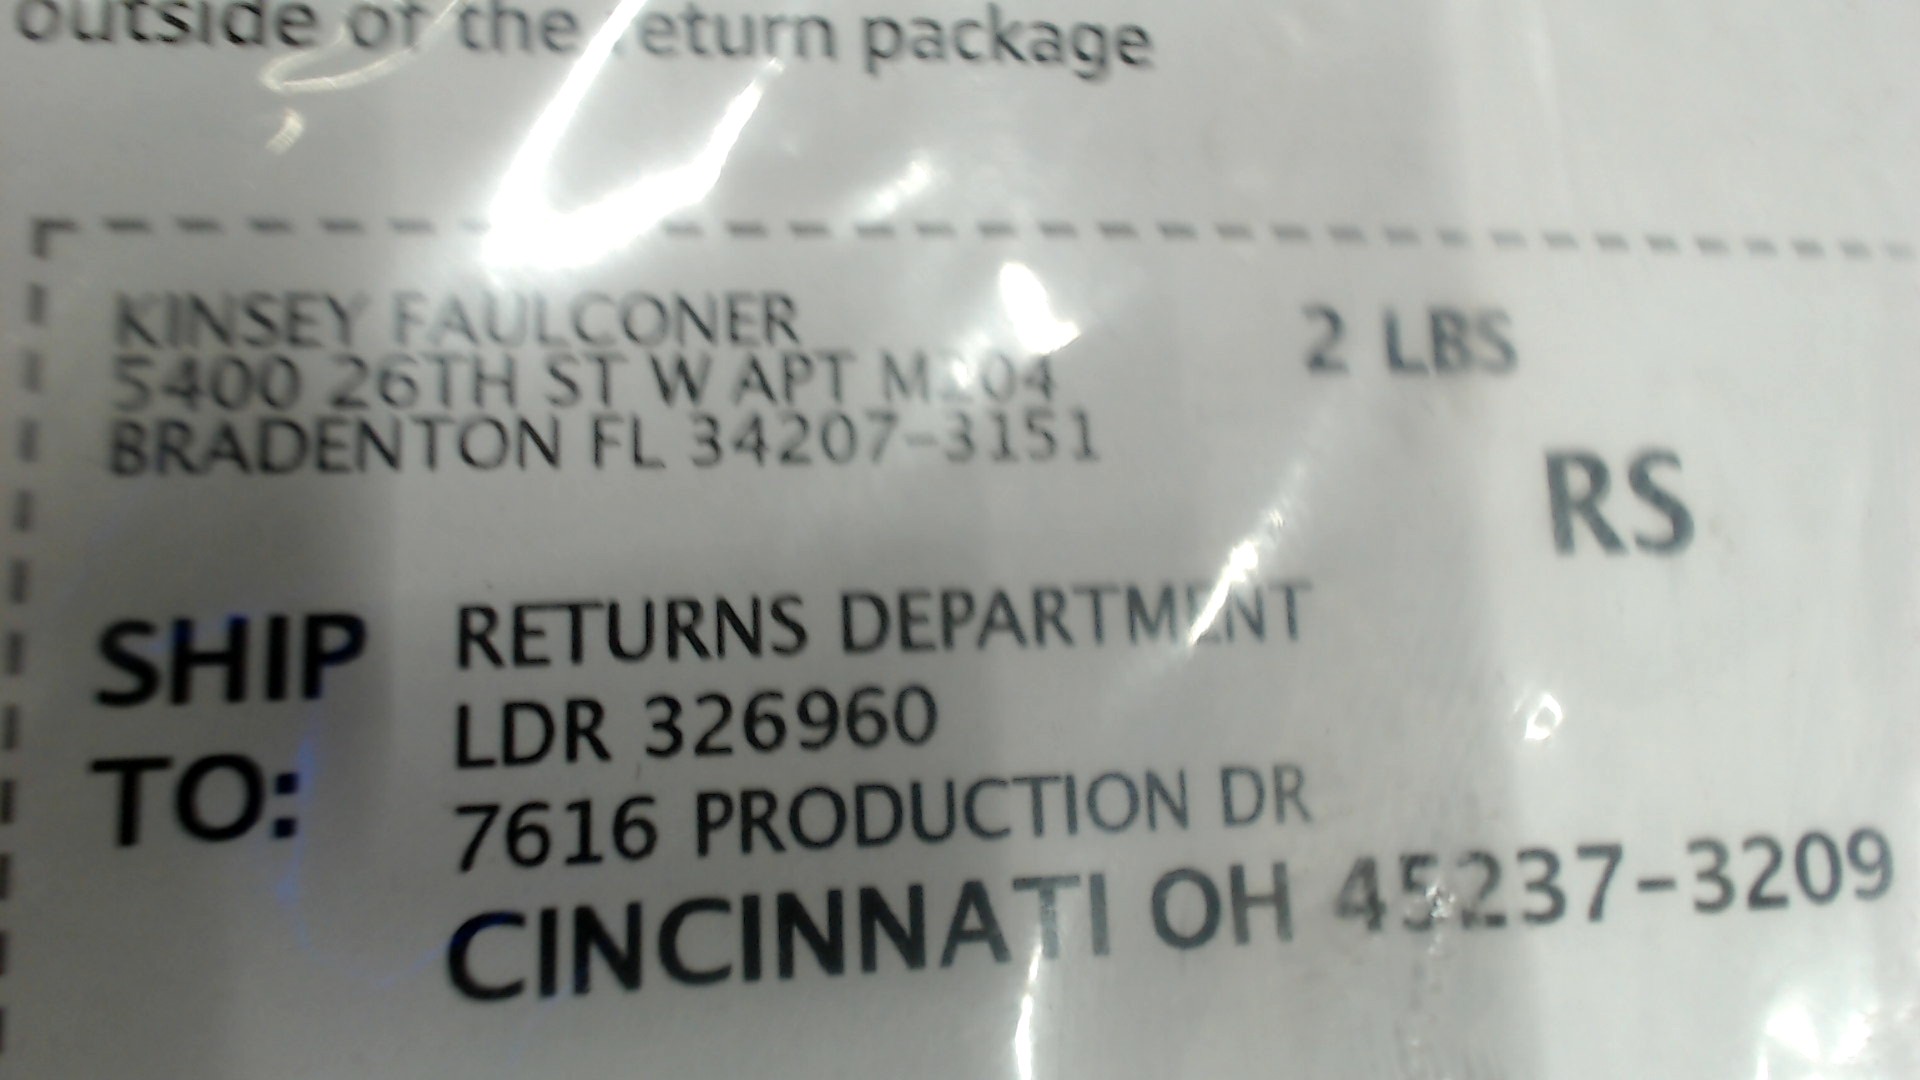 outside of the return package
KINSEY FAULCONER
2 LBS
5400 26TH ST W APT
BRADENTON FL 34207-3151
RS
SHIP TO:
RETURNS DEPARTMENT
LDR 326960
7616 PRODUCTION DR
CINCINNATI OH 45237-3209